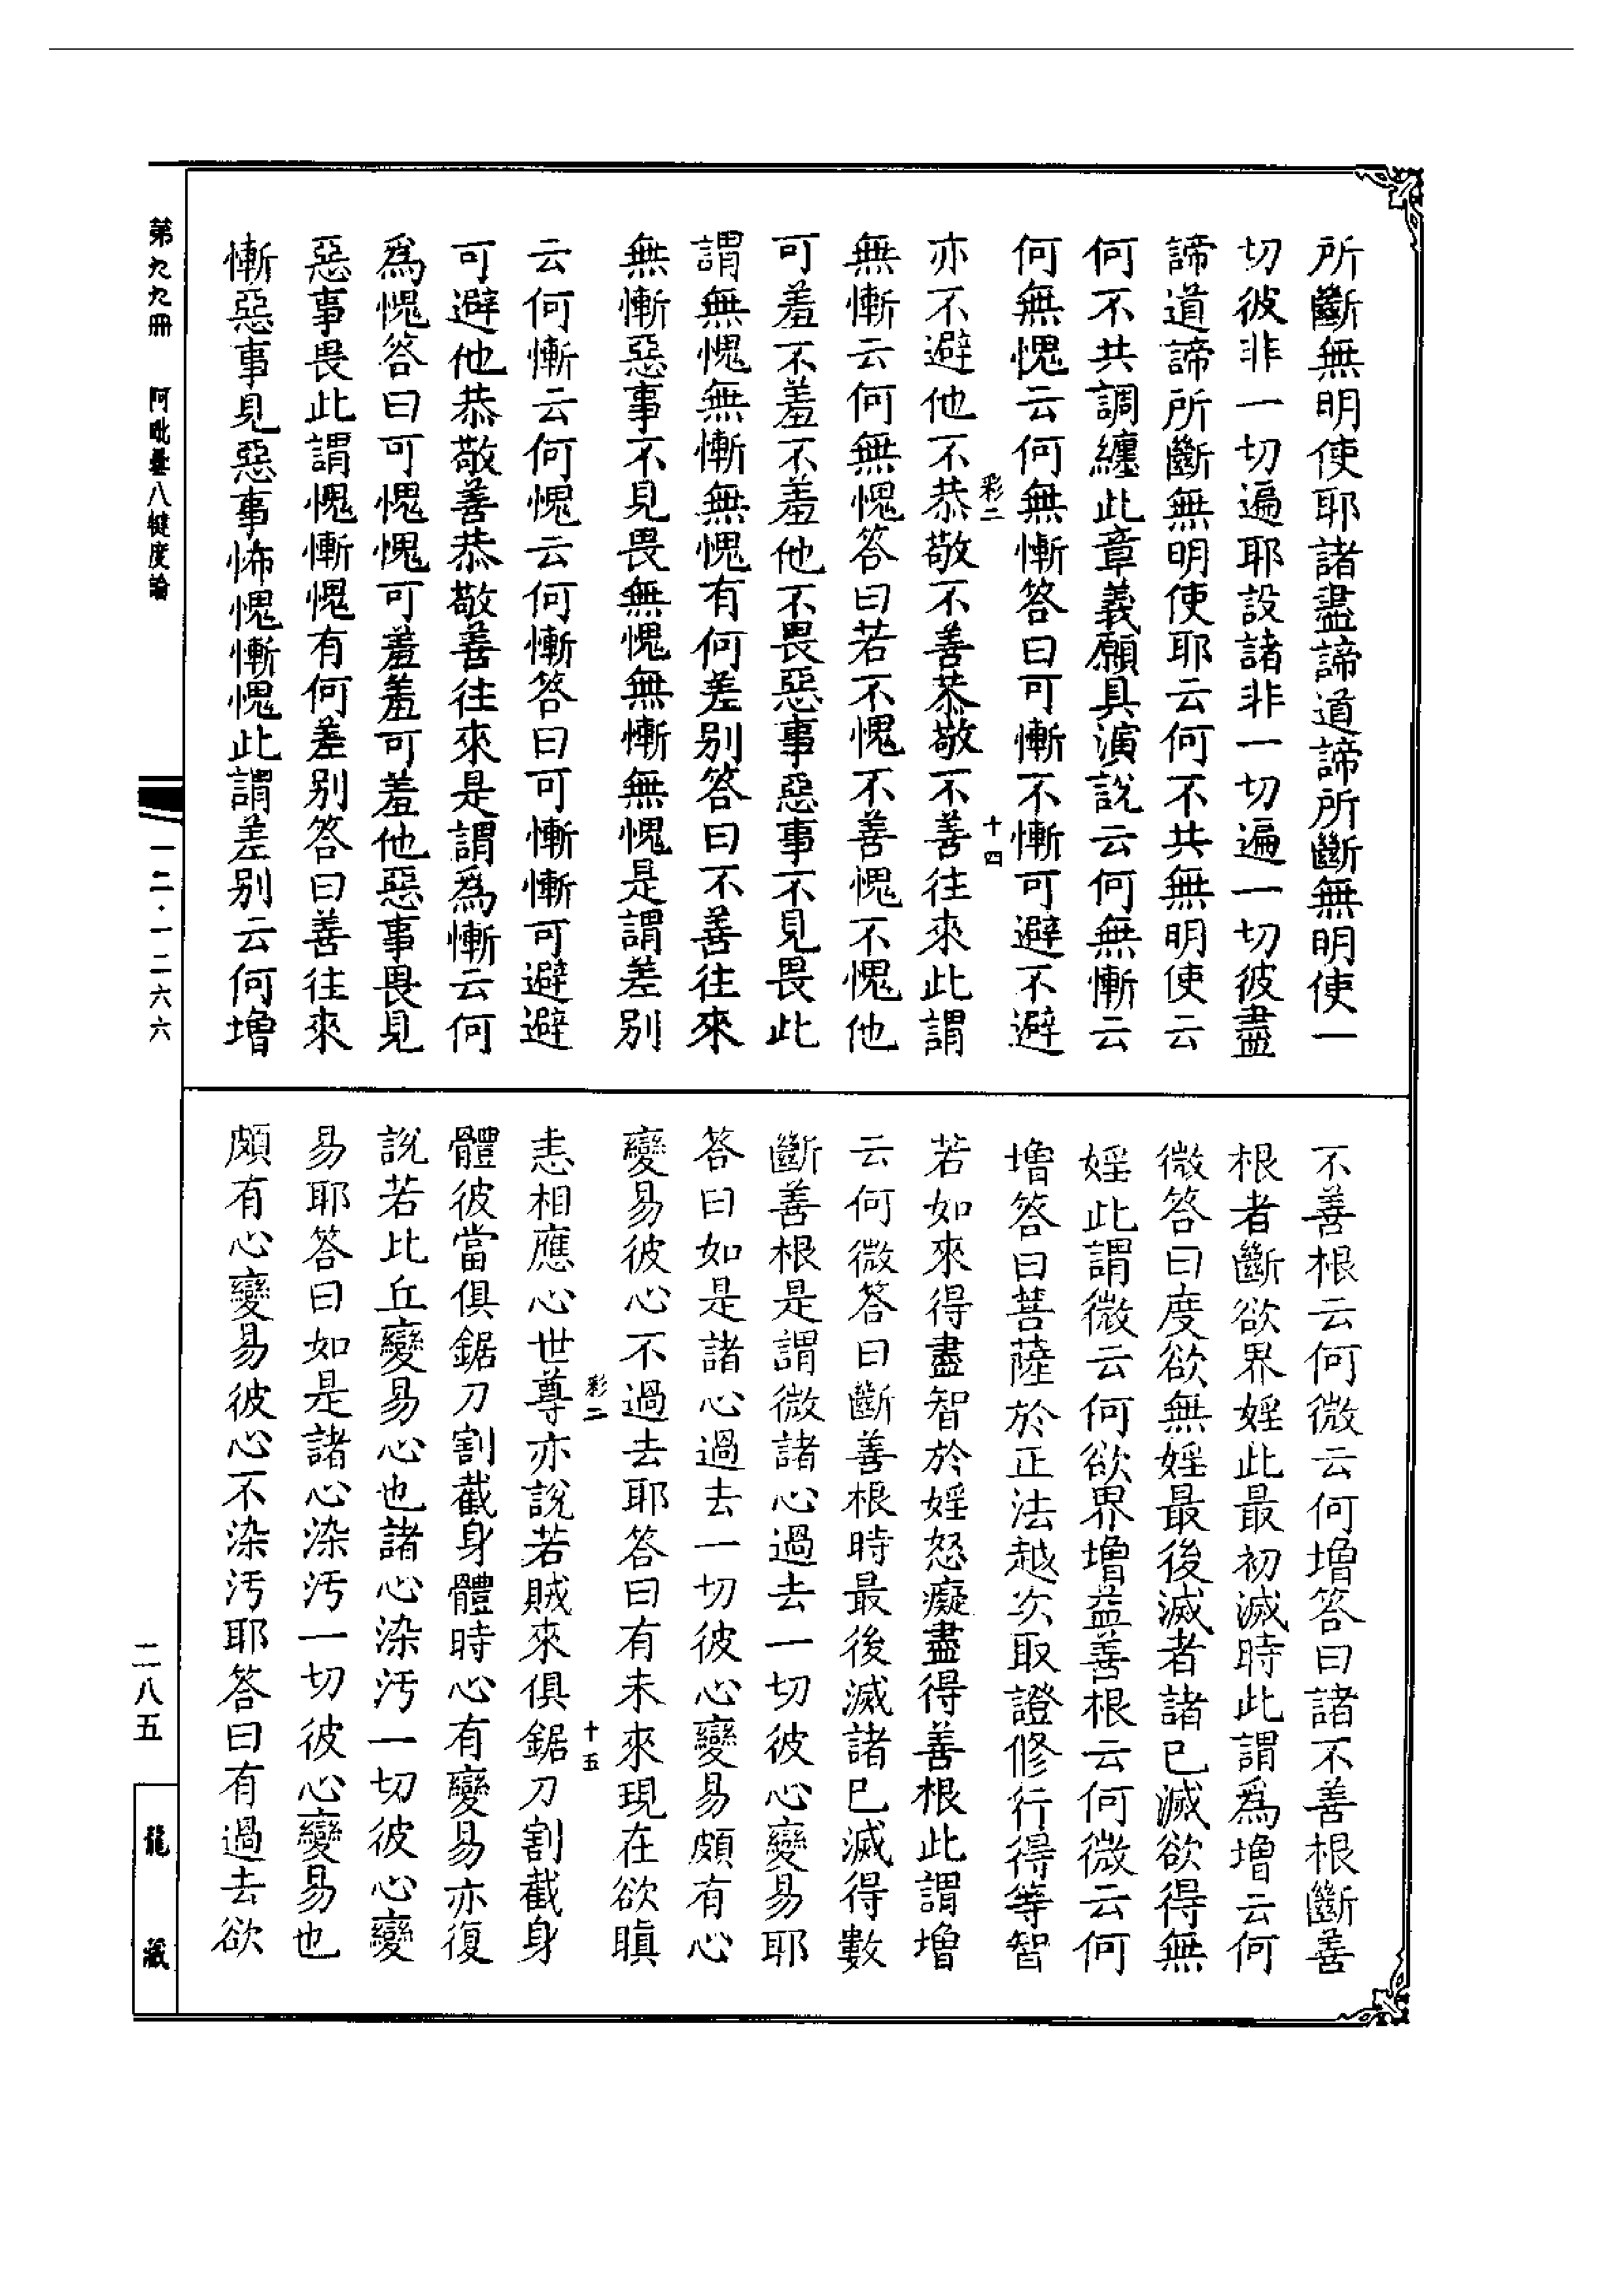 所斷無明使耶諸盡諦道諦所斷無明使一
切彼非一切遍耶設諸非一切遍一切彼盡
諦道諦所斷無明使耶云何不共無明使云
何不共調纏此章義願具演說云何無慚云
何無愧云何無慚答曰可慚不慚可避不避
彩二
十四
亦不避他不恭敬不善恭敬不善往來此謂
無慚云何無愧答曰若不愧不善愧不愧他
可羞不羞不羞他不畏惡事惡事不見畏此
謂無愧無慚無愧有何差別答曰不善往來
無慚惡事不見畏無愧無慚無愧是謂差別
云何慚云何愧云何慚答曰可慚慚可避避
可避他恭敬善恭敬善往來是謂為慚云何
為愧答曰可愧愧可羞羞可羞他惡事畏見
惡事畏此謂愧慚愧有何差別答曰善往來
慚惡事見惡事怖愧慚愧此謂差別云何增
不善根云何微云何增答曰諸不善根斷善
根者斷欲界婬此最初滅時此謂為增云何
微答曰度欲無婬最後滅者諸已滅欲得無
婬此謂微云何欲界增益善根云何微云何
增答曰菩薩於正法越次取證修行得等智
若如來得盡智於婬怒癡盡得善根此謂增
云何微答曰斷善根時最後滅諸已滅得數
斷善根是謂微諸心過去一切彼心變易耶
答曰如是諸心過去一切彼心變易頗有心
變易彼心不過去耶答曰有未來現在欲瞋
彩二
十五
恚相應心世尊亦說若賊來俱鋸刀割截身
體彼當俱鋸刀割截身體時心有變易亦復
說若比丘變易心也諸心染污一切彼心變
易耶答曰如是諸心染污一切彼心變易也
頗有心變易彼心不染污耶答曰有過去欲
第九九冊 阿毗曇八犍度論
一二·一二六六
二八五
龍藏